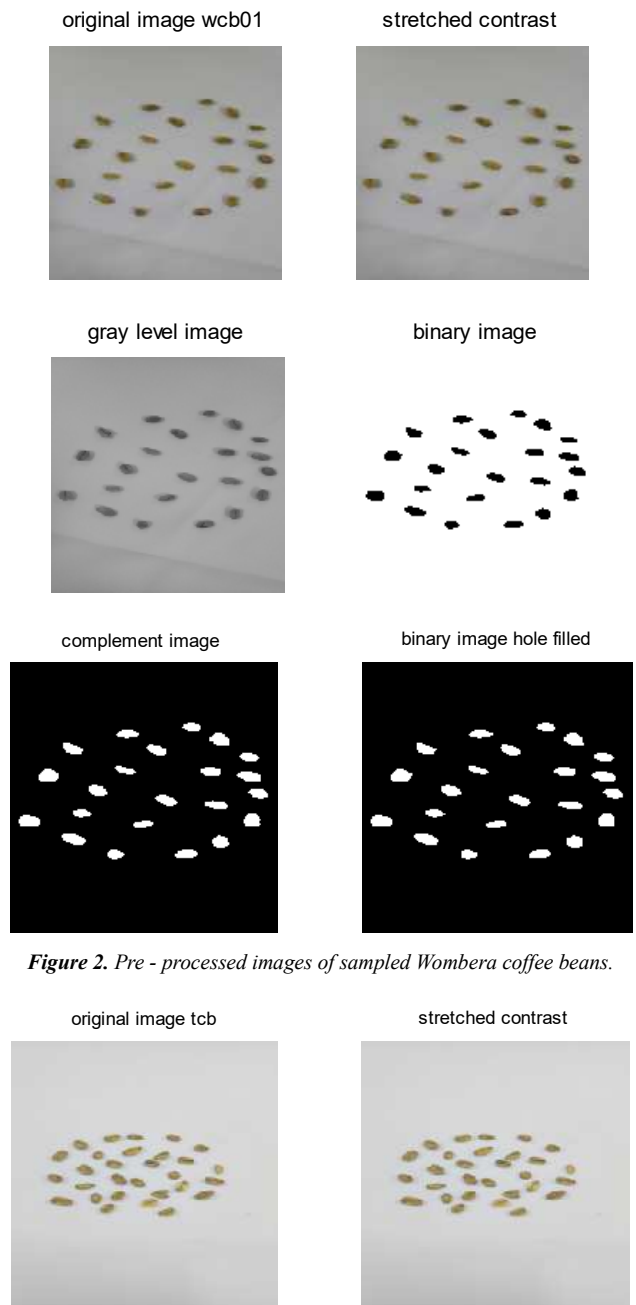 original image wcb01
stretched contrast
gray level image
binary image
complement image
binary image hole filled
Figure 2. Pre - processed images of sampled Wombera coffee beans.
original image tcb
stretched contrast